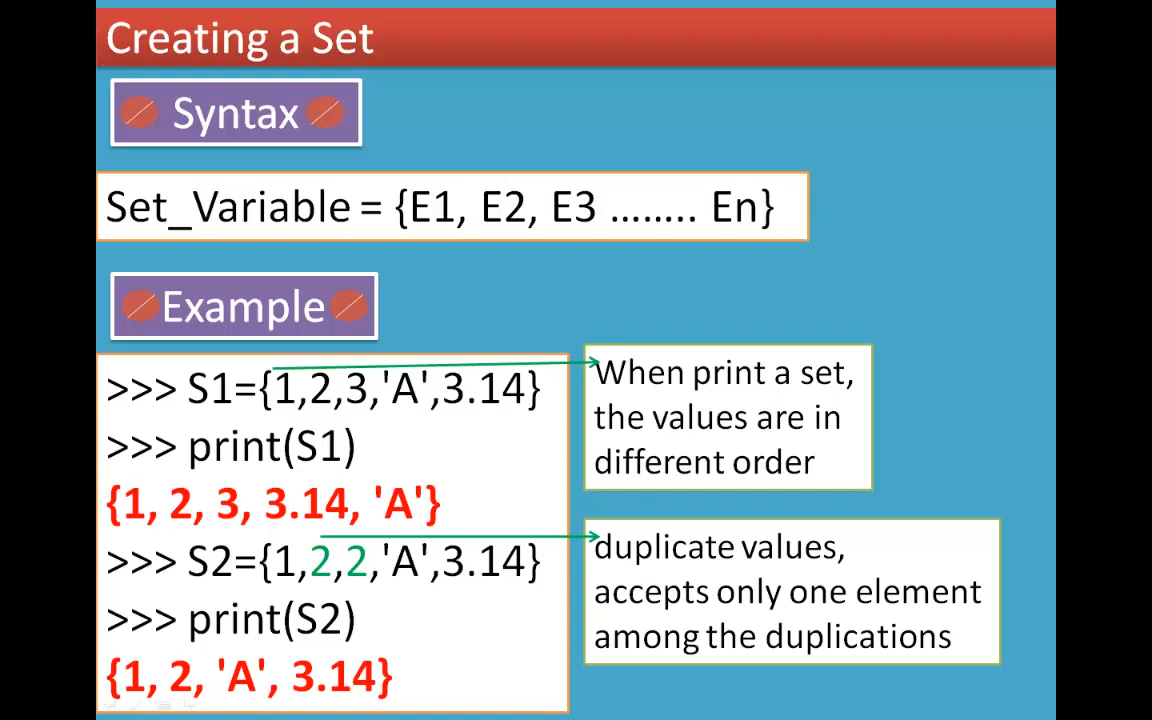 Creating a Set
Syntax
Set_Variable = {E1, E2, E3 ........ En}
Example
>>> S1={1,2,3,'A',3.14}
>>> print(S1)
{1, 2, 3, 3.14, 'A'}
>>> S2={1,2,2,'A',3.14}
>>> print(S2)
{1, 2, 'A', 3.14}
When print a set,
the values are in
different order
duplicate values,
accepts only one element
among the duplications